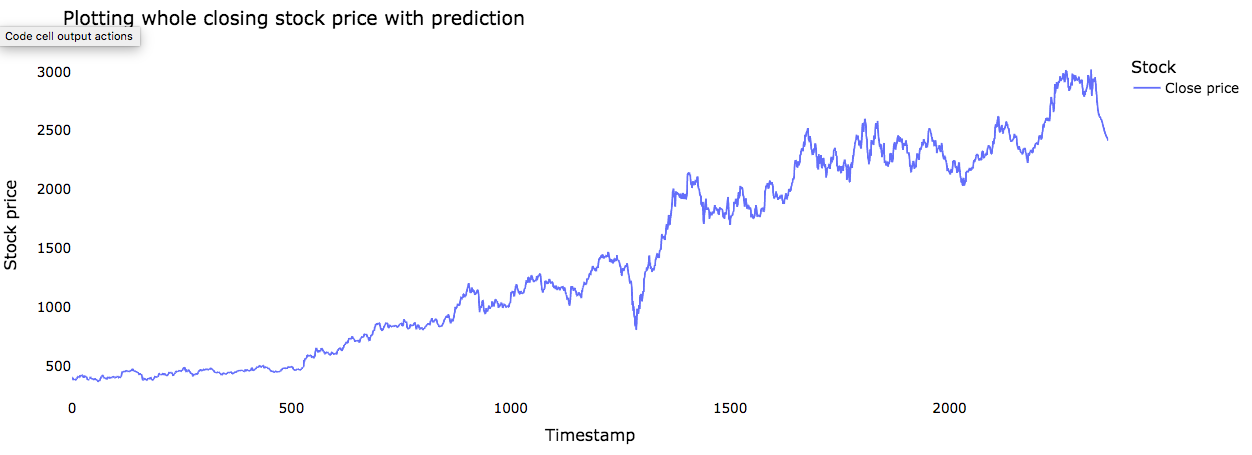 Plotting whole closing stock price with prediction
Code cell output actions
Stock
Close price
3000
2500
2000
1500
1000
500
Stock price
0 500 1000 1500 2000
Timestamp